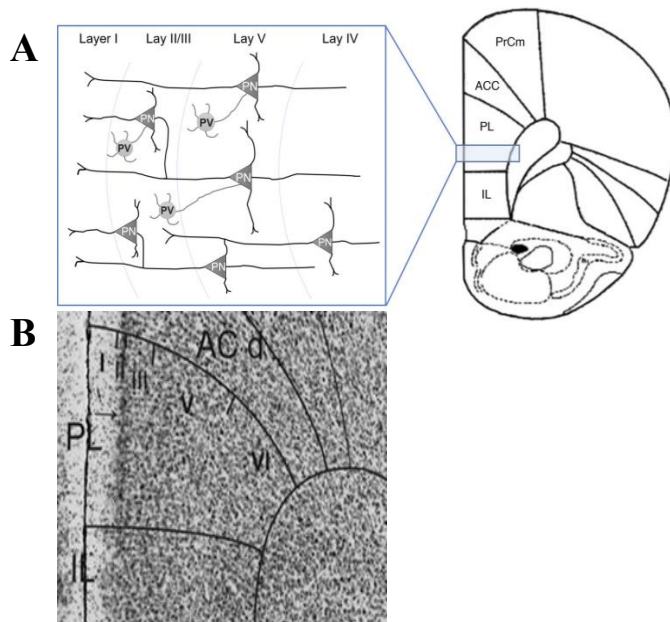 A
Layer I Lay II/III Lay V Lay IV
PrCm
ACC
PL
IL
PN
PN
PV
PV
PN
PV
PN
PN
PN
B
AC d
I II III
V
VI
PL
IL